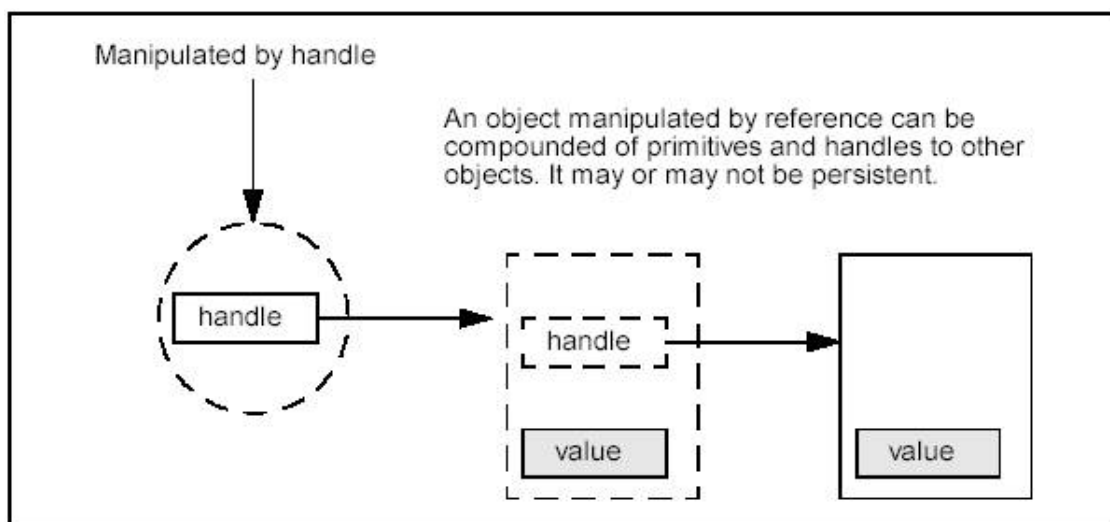 Manipulated by handle
An object manipulated by reference can be
compounded of primitives and handles to other
objects. It may or may not be persistent.
handle
handle
value
value